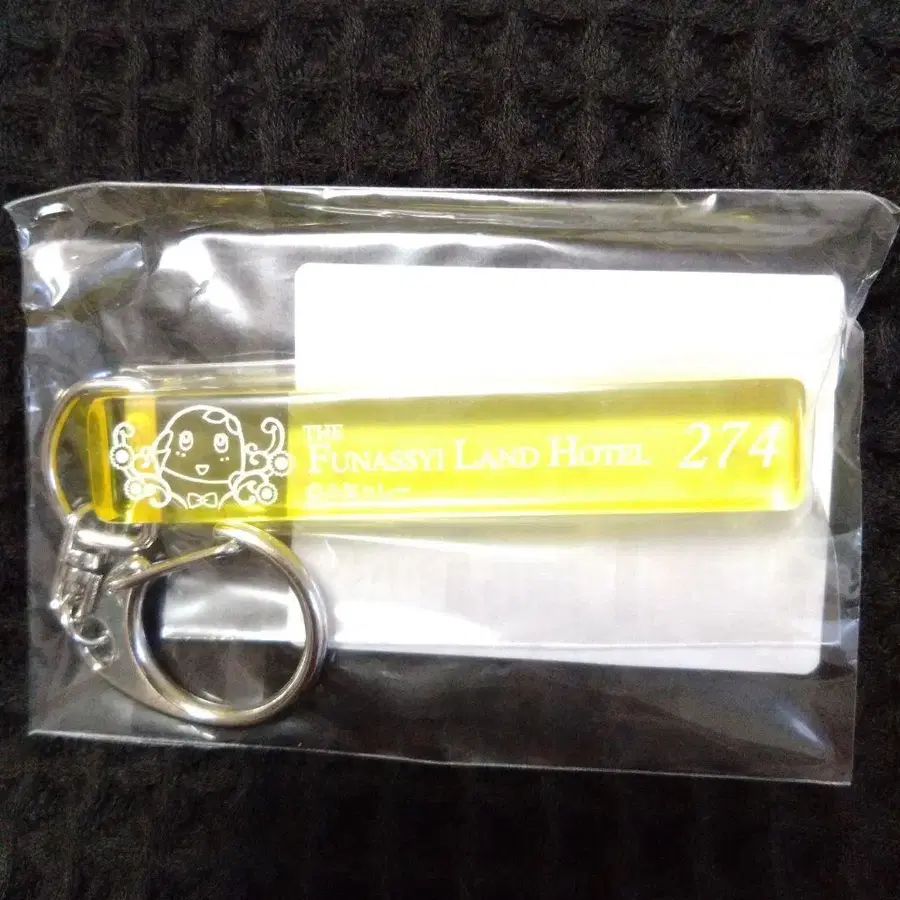 THE
FUNASSYI LAND HOTEL 274